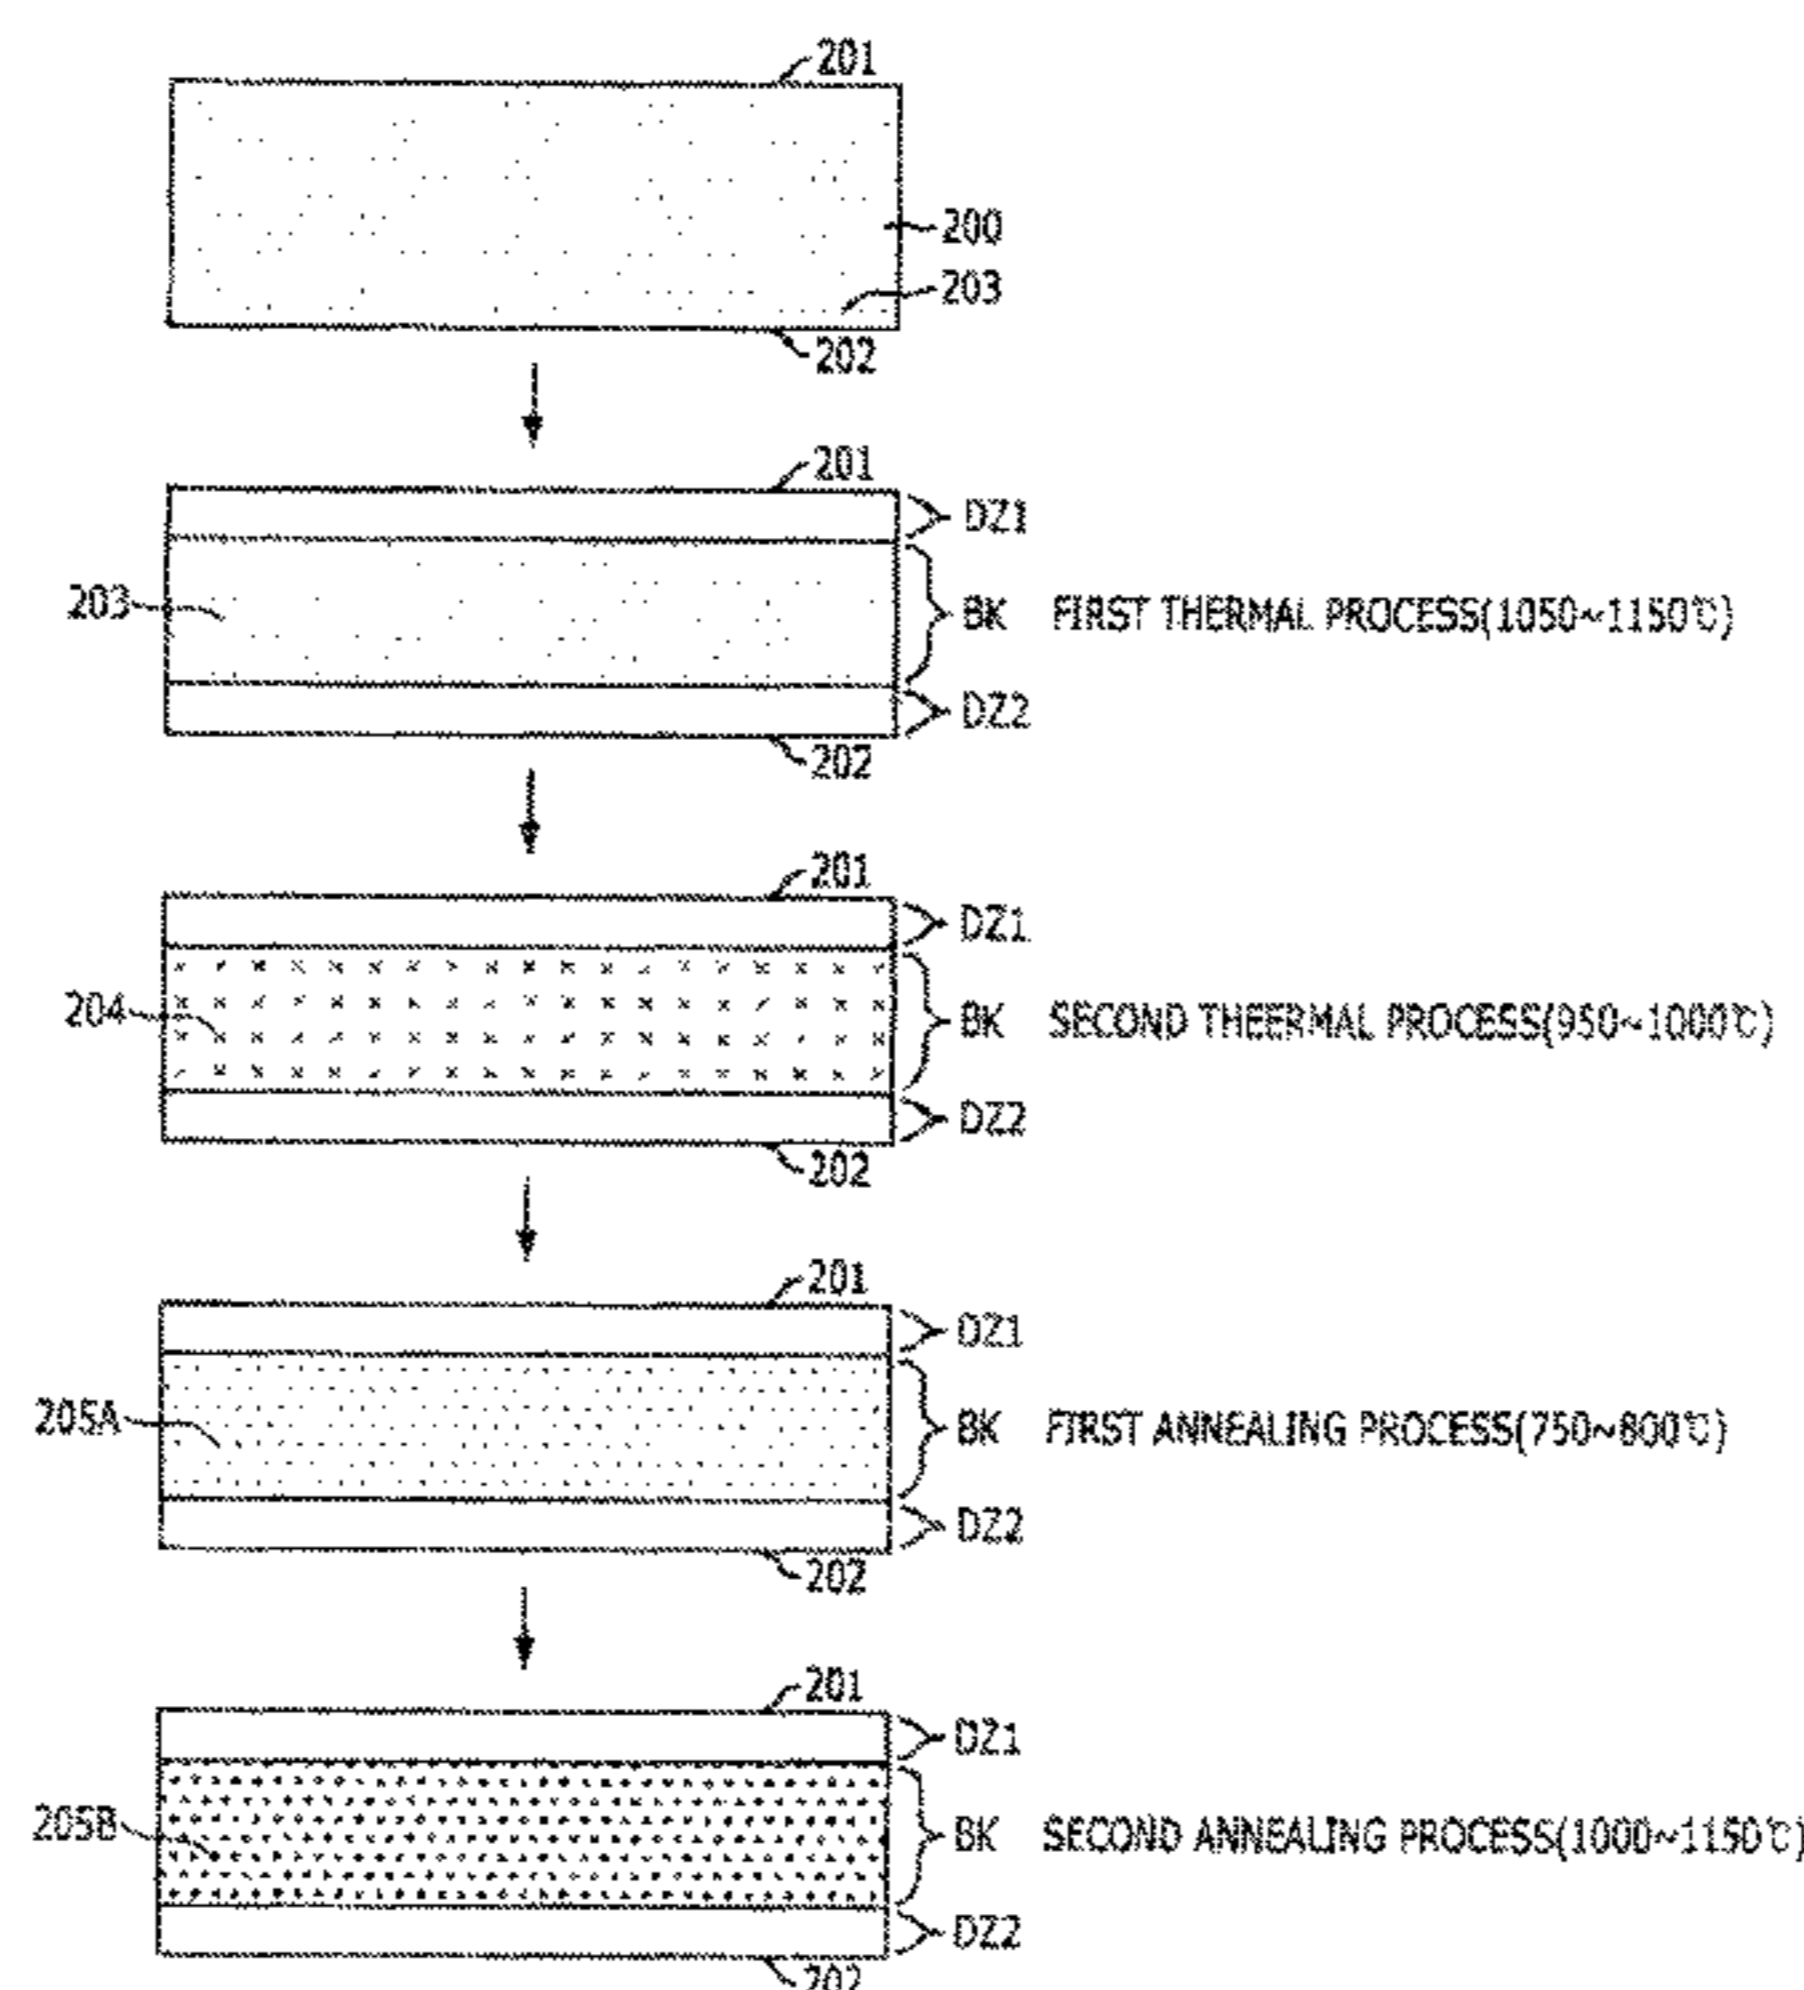 201
200
203
202
201
DZ1
203
BK FIRST THERMAL PROCESS(1050~1150℃)
DZ2
202
201
DZ1
204
BK SECOND THEERMAL PROCESS(950~1000℃)
DZ2
202
201
DZ1
205A
BK FIRST ANNEALING PROCESS(750~800℃)
DZ2
202
201
DZ1
205B
BK SECOND ANNEALING PROCESS(1000~1150℃)
DZ2
202